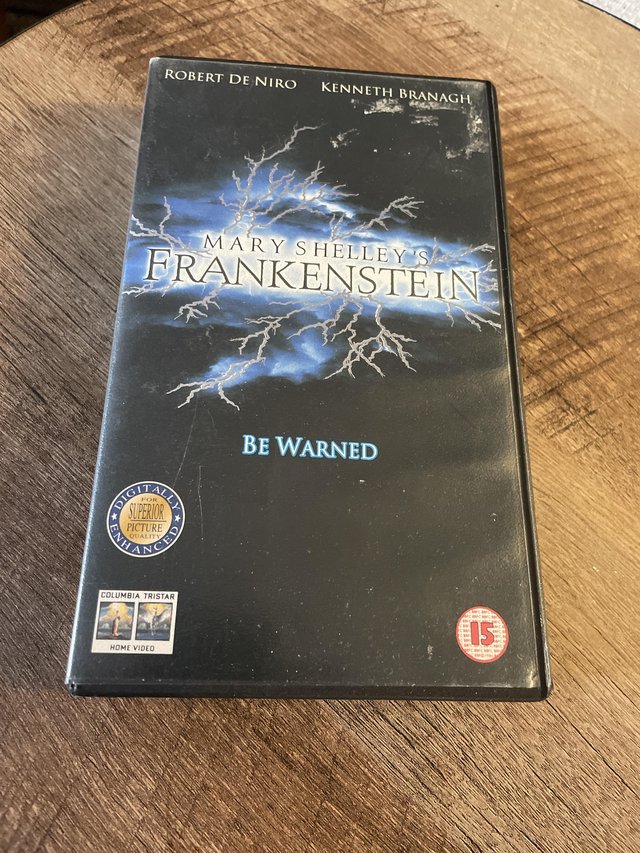 ROBERT DE NIRO KENNETH BRANAGH
MARY SHELLEY'S
FRANKENSTEIN
BE WARNED
DIGITALLY
FOR
SUPERIOR
PICTURE
QUALITY
ENHANCED
COLUMBIA TRISTAR
HOME VIDEO
15